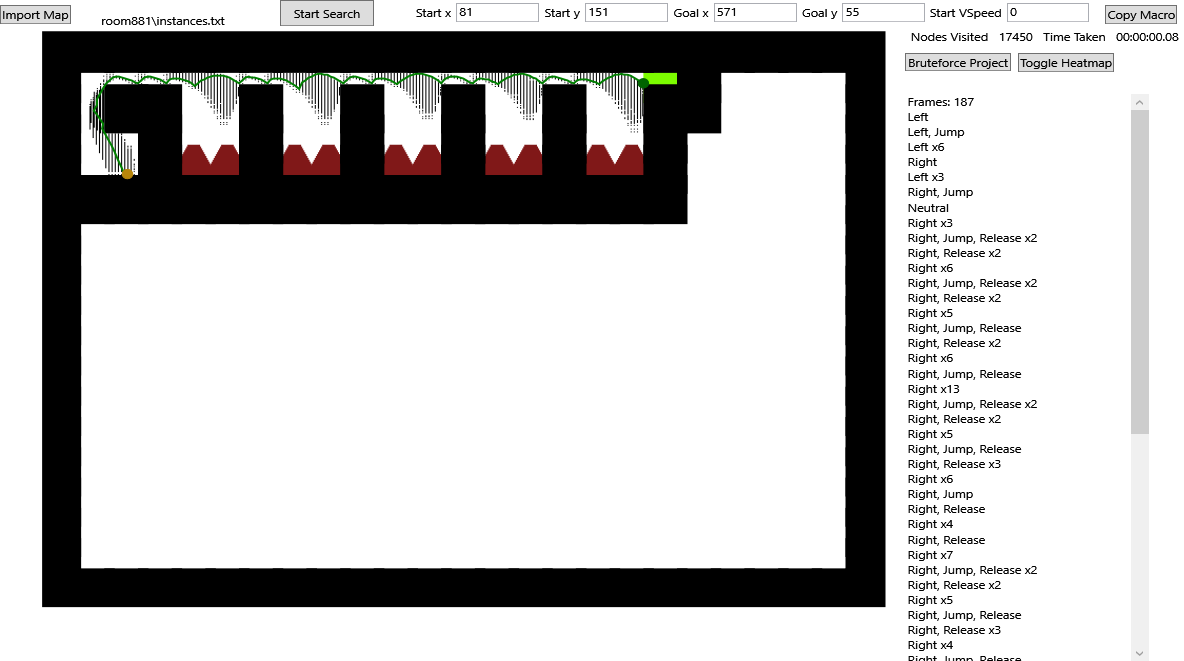 Import Map
room881\instances.txt
Start Search
Start x 81 Start y 151 Goal x 571 Goal y 55 Start VSpeed 0
Copy Macro
Nodes Visited 17450 Time Taken 00:00:00.08
Bruteforce Project Toggle Heatmap
Frames: 187
Left
Left, Jump
Left x6
Right
Left x3
Right, Jump
Neutral
Right x3
Right, Jump, Release x2
Right, Release x2
Right x6
Right, Jump, Release x2
Right, Release x2
Right x5
Right, Jump, Release
Right, Release x2
Right x6
Right, Jump, Release
Right x13
Right, Jump, Release x2
Right, Release x2
Right x5
Right, Jump, Release
Right, Release x3
Right x6
Right, Jump
Right, Release
Right x4
Right, Release
Right x7
Right, Jump, Release x2
Right, Release x2
Right x5
Right, Jump, Release
Right, Release x3
Right x4
Right, Jump, Release